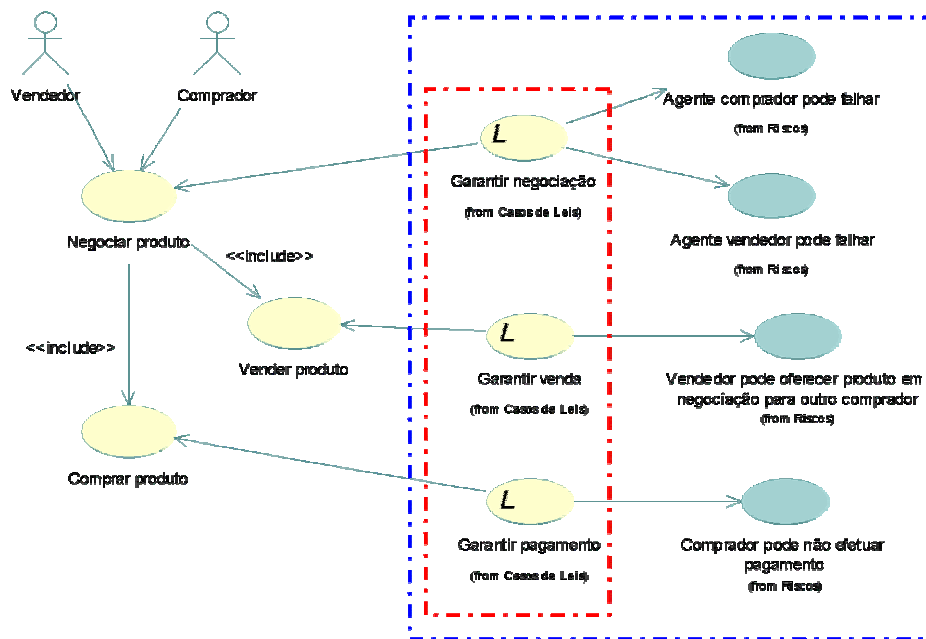 Vendedor
Comprador
Negociar produto
<<include>>
<<include>>
Vender produto
Comprar produto
L
Garantir negociação
(from Casos de Leis)
L
Garantir venda
(from Casos de Leis)
L
Garantir pagamento
(from Casos de Leis)
Agente comprador pode falhar
(from Riscos)
Agente vendedor pode falhar
(from Riscos)
Vendedor pode oferecer produto em
negociação para outro comprador
(from Riscos)
Comprador pode não efetuar
pagamento
(from Riscos)